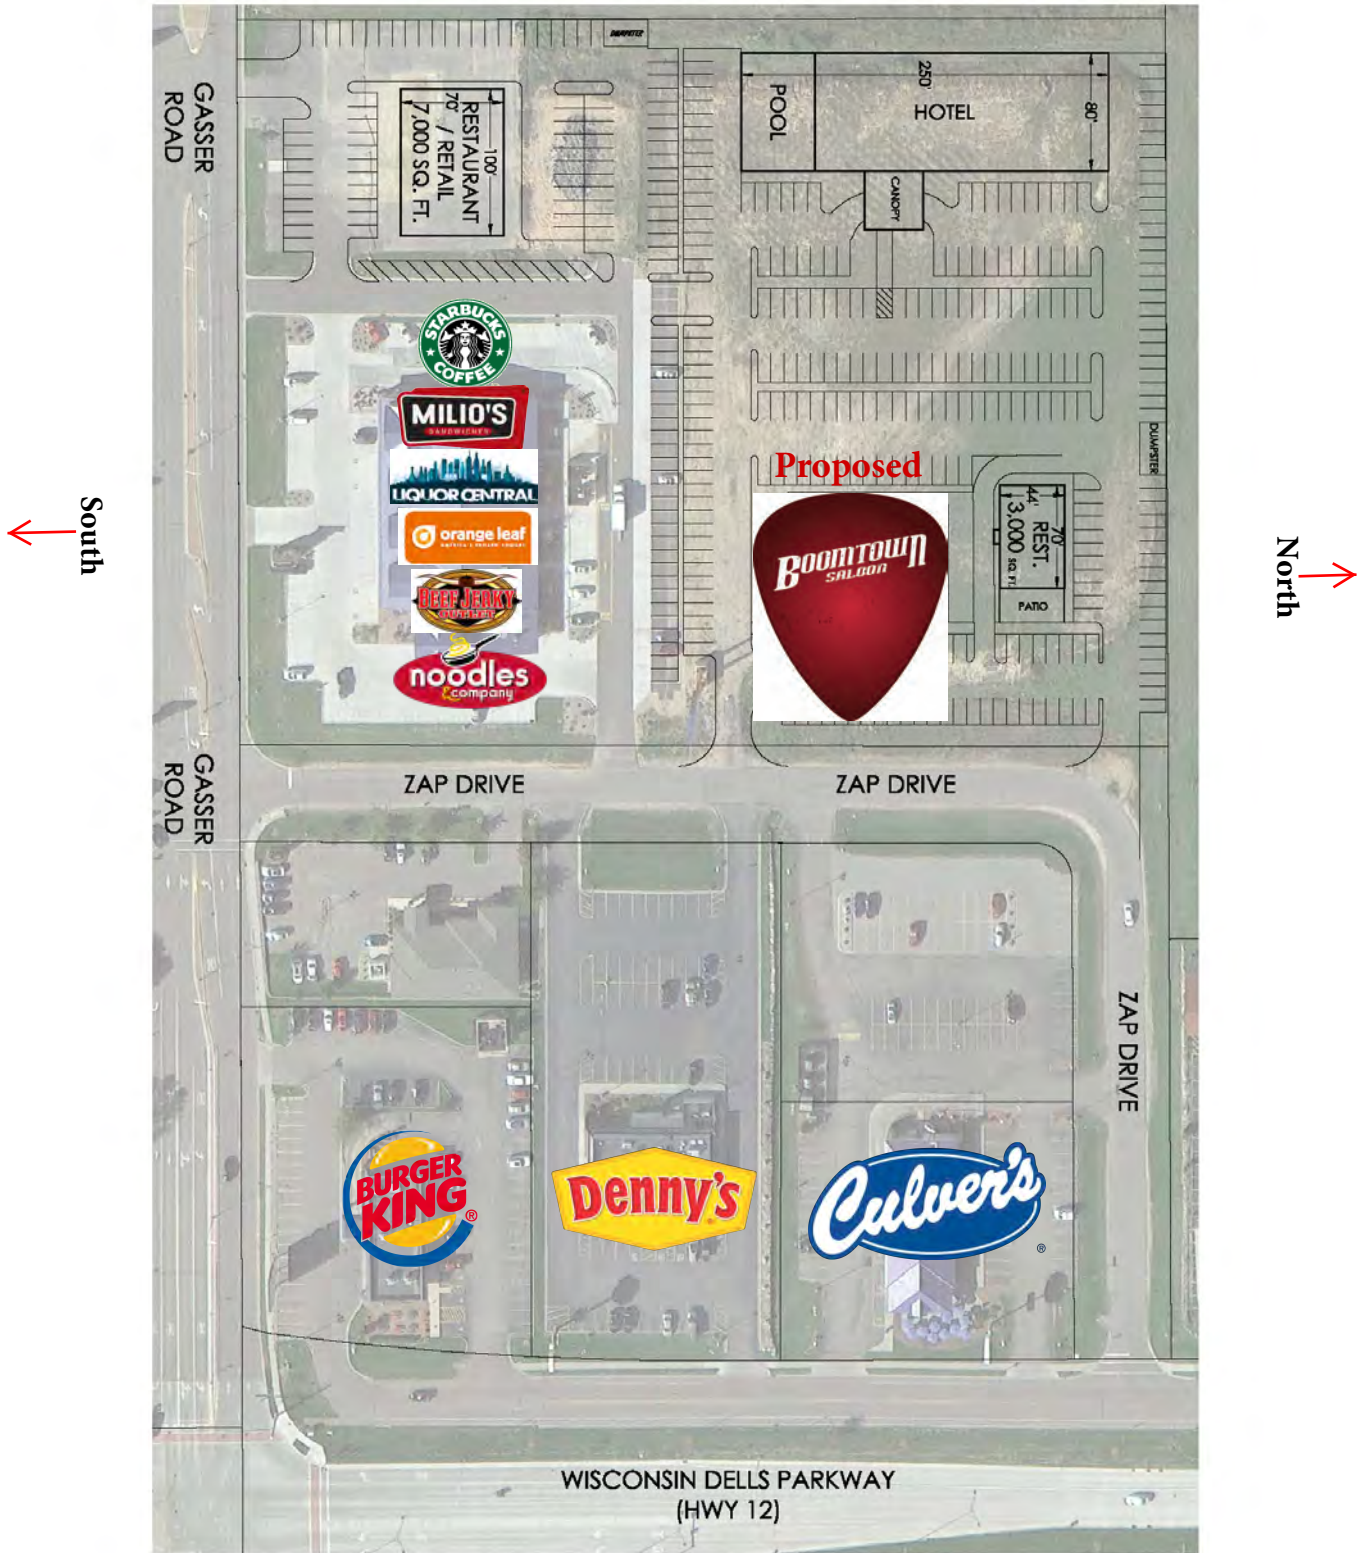 DUMPSTER
GASSER
ROAD
100'
RESTAURANT
70' / RETAIL
7,000 SQ. FT.
250'
80'
HOTEL
POOL
CANOPY
STARBUCKS
COFFEE
MILIO'S
SANDWICHES
LIQUOR CENTRAL
orange leaf
BEEF JERKY
OUTLET
noodles
& company
Proposed
BOOMTOWN
SALOON
DUMPSTER
70'
44' REST.
3,000 SQ. FT.
PATIO
South
North
GASSER
ROAD
ZAP DRIVE
ZAP DRIVE
ZAP DRIVE
BURGER
KING®
Denny's
Culver's®
WISCONSIN DELLS PARKWAY
(HWY 12)